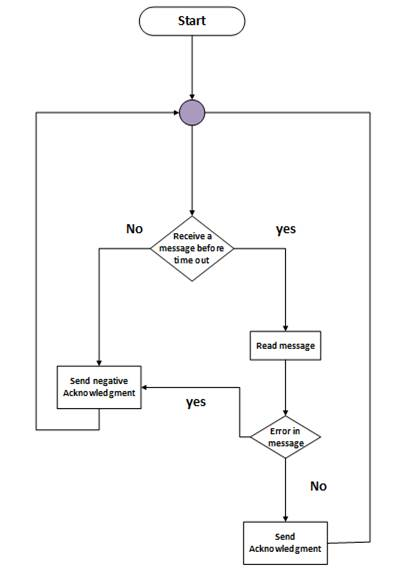 Start
Receive a
message before
time out
No
yes
Read message
Send negative
Acknowledgment
yes
Error in
message
No
Send
Acknowledgment